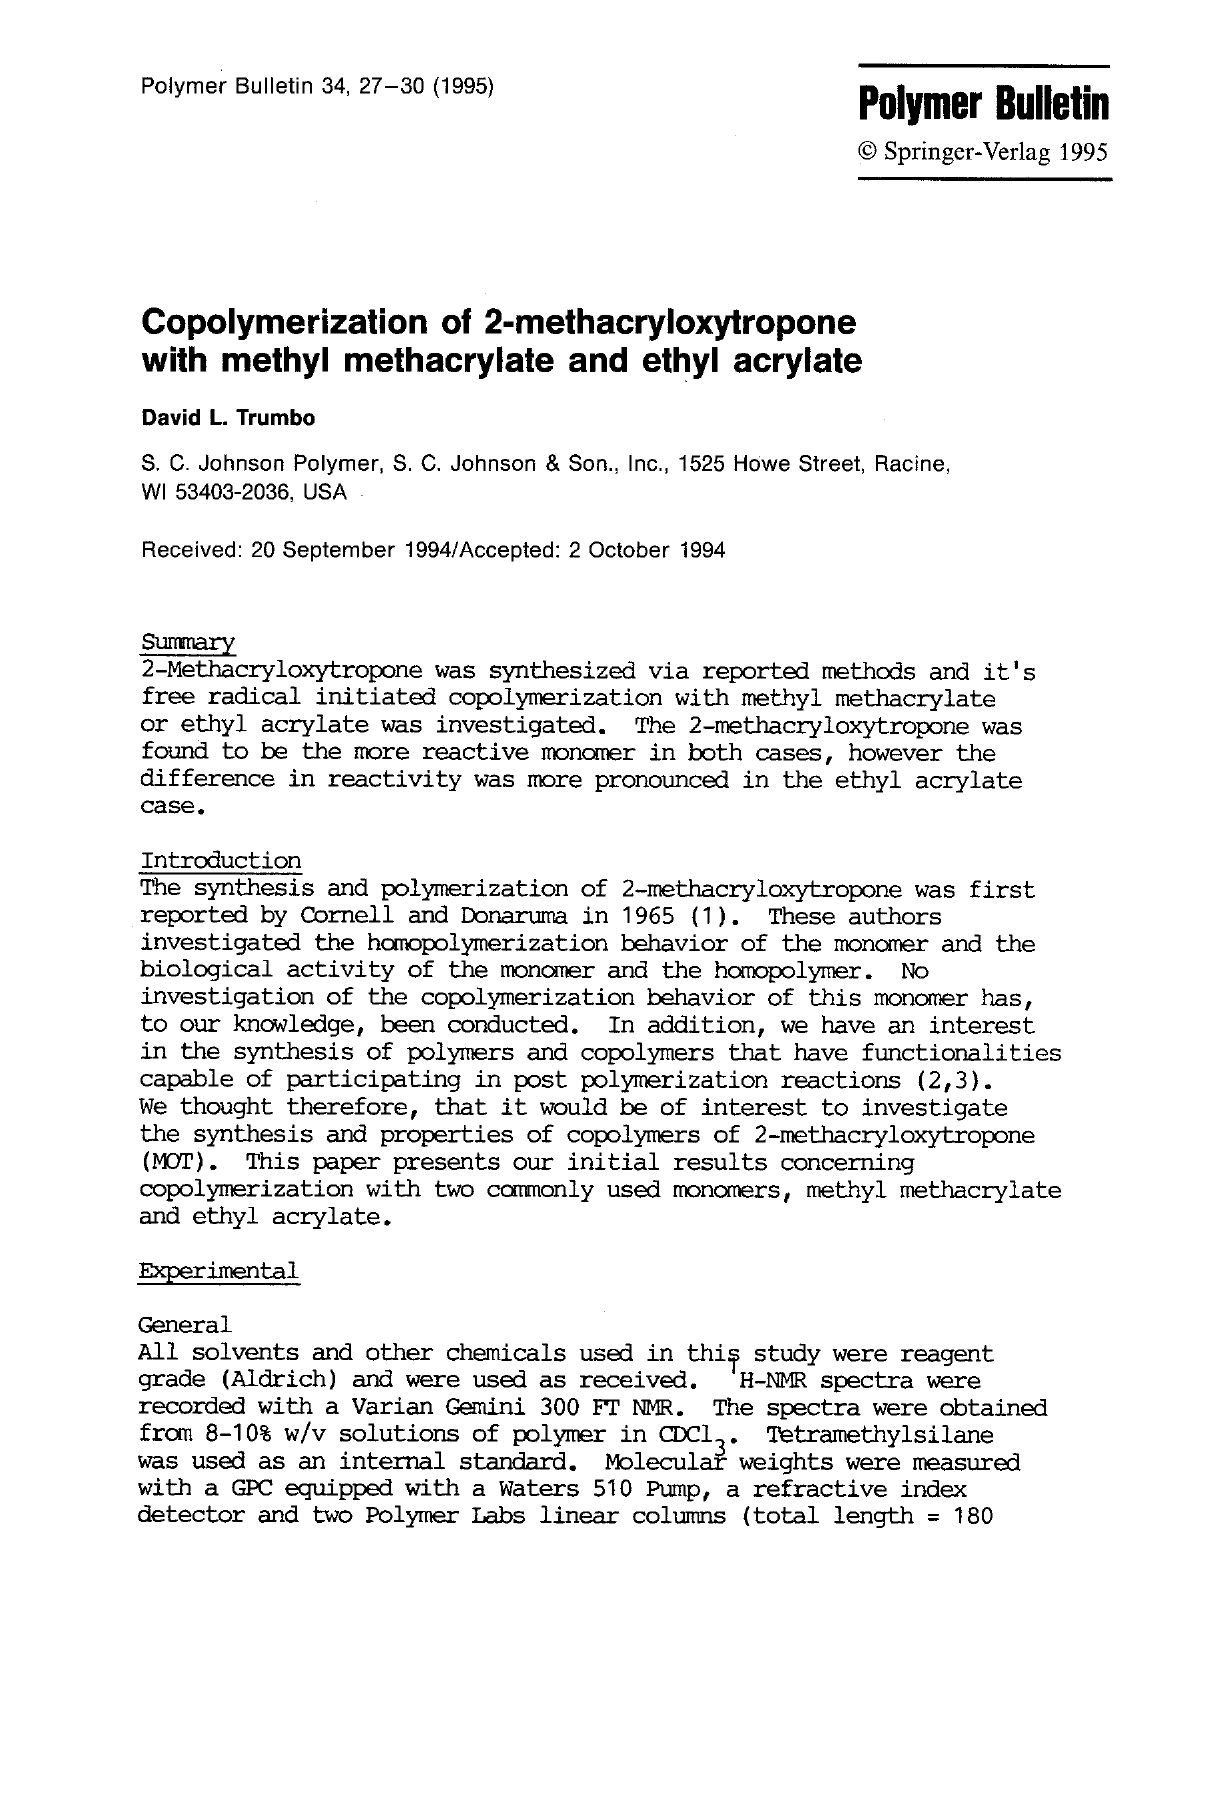 Polymer Bulletin 34, 27–30 (1995)
Polymer Bulletin
© Springer-Verlag 1995
Copolymerization of 2-methacryloxytropone
with methyl methacrylate and ethyl acrylate
David L. Trumbo
S. C. Johnson Polymer, S. C. Johnson & Son., Inc., 1525 Howe Street, Racine,
WI 53403-2036, USA
Received: 20 September 1994/Accepted: 2 October 1994
Summary
2-Methacryloxytropone was synthesized via reported methods and it's
free radical initiated copolymerization with methyl methacrylate
or ethyl acrylate was investigated. The 2-methacryloxytropone was
found to be the more reactive monomer in both cases, however the
difference in reactivity was more pronounced in the ethyl acrylate
case.
Introduction
The synthesis and polymerization of 2-methacryloxytropone was first
reported by Cornell and Donaruma in 1965 (1). These authors
investigated the homopolymerization behavior of the monomer and the
biological activity of the monomer and the homopolymer. No
investigation of the copolymerization behavior of this monomer has,
to our knowledge, been conducted. In addition, we have an interest
in the synthesis of polymers and copolymers that have functionalities
capable of participating in post polymerization reactions (2,3).
We thought therefore, that it would be of interest to investigate
the synthesis and properties of copolymers of 2-methacryloxytropone
(MOT). This paper presents our initial results concerning
copolymerization with two commonly used monomers, methyl methacrylate
and ethyl acrylate.
Experimental
General
All solvents and other chemicals used in this study were reagent
grade (Aldrich) and were used as received. ¹H-NMR spectra were
recorded with a Varian Gemini 300 FT NMR. The spectra were obtained
from 8-10% w/v solutions of polymer in CDCl₃. Tetramethylsilane
was used as an internal standard. Molecular weights were measured
with a GPC equipped with a Waters 510 Pump, a refractive index
detector and two Polymer Labs linear columns (total length = 180